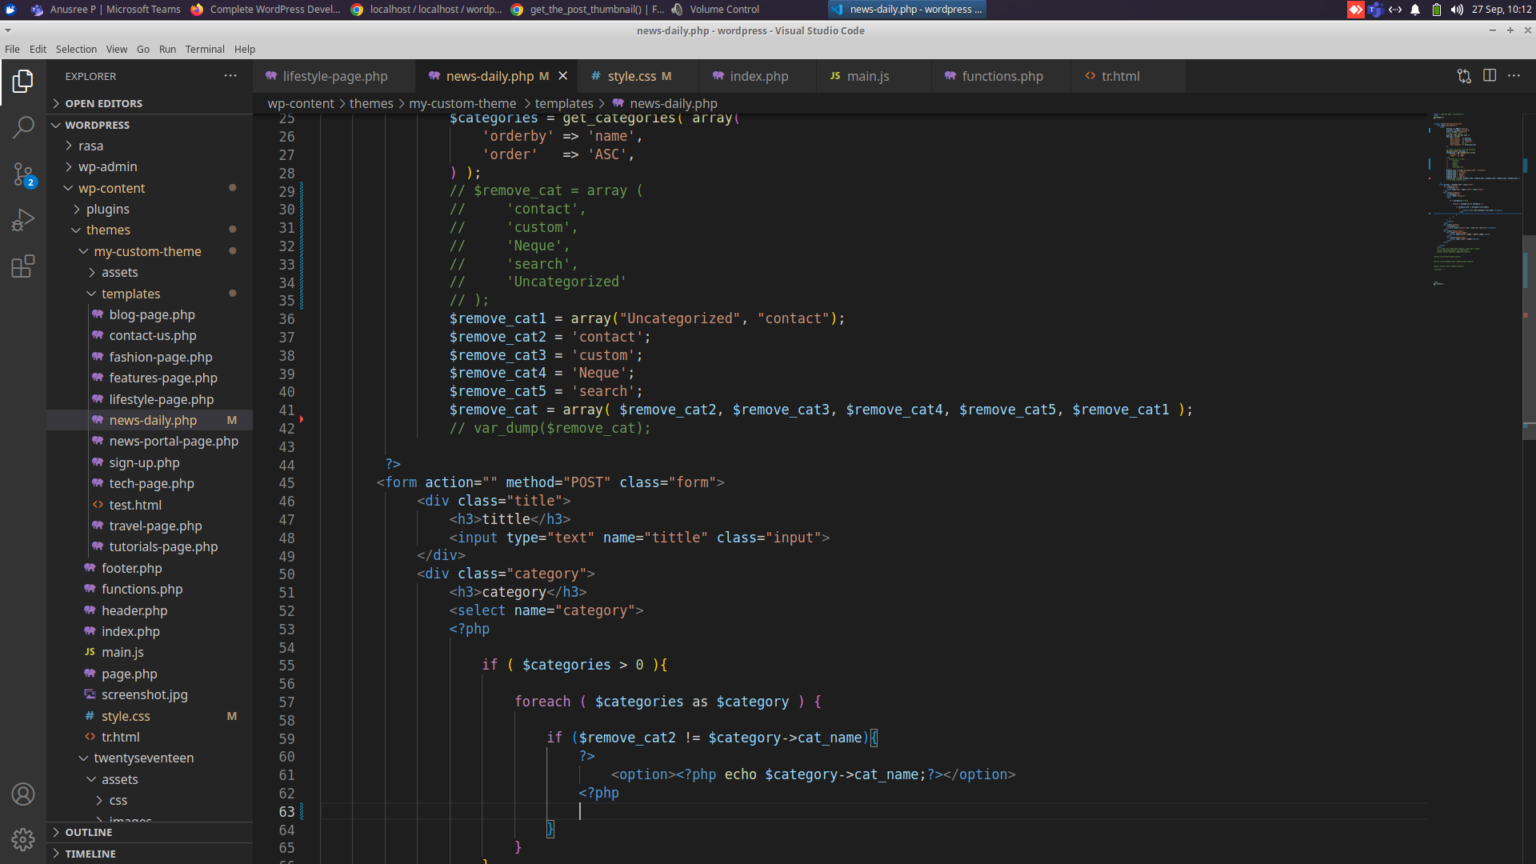 Anusree P | Microsoft Teams
Complete WordPress Devel...
localhost / localhost / wordp...
get_the_post_thumbnail() | F...
Volume Control
news-daily.php - wordpress ...
27 Sep, 10:12
news-daily.php - wordpress - Visual Studio Code
File Edit Selection View Go Run Terminal Help
EXPLORER
lifestyle-page.php
news-daily.php M
# style.css M
index.php
JS main.js
functions.php
<> tr.html
wp-content > themes > my-custom-theme > templates > news-daily.php
OPEN EDITORS
WORDPRESS
rasa
wp-admin
wp-content
plugins
themes
my-custom-theme
assets
templates
blog-page.php
contact-us.php
fashion-page.php
features-page.php
lifestyle-page.php
news-daily.php M
news-portal-page.php
sign-up.php
tech-page.php
<> test.html
travel-page.php
tutorials-page.php
footer.php
functions.php
header.php
index.php
JS main.js
page.php
screenshot.jpg
# style.css M
<> tr.html
twentyseventeen
assets
css
images
OUTLINE
TIMELINE
2
25 $categories = get_categories( array(
26 'orderby' => 'name',
27 'order'   => 'ASC',
28 ) );
29 // $remove_cat = array (
30 //     'contact',
31 //     'custom',
32 //     'Neque',
33 //     'search',
34 //     'Uncategorized'
35 // );
36 $remove_cat1 = array("Uncategorized", "contact");
37 $remove_cat2 = 'contact';
38 $remove_cat3 = 'custom';
39 $remove_cat4 = 'Neque';
40 $remove_cat5 = 'search';
41 $remove_cat = array( $remove_cat2, $remove_cat3, $remove_cat4, $remove_cat5, $remove_cat1 );
42 // var_dump($remove_cat);
43
44 ?>
45 <form action="" method="POST" class="form">
46 <div class="title">
47 <h3>tittle</h3>
48 <input type="text" name="tittle" class="input">
49 </div>
50 <div class="category">
51 <h3>category</h3>
52 <select name="category">
53 <?php
54
55 if ( $categories > 0 ){
56
57 foreach ( $categories as $category ) {
58
59 if ($remove_cat2 != $category->cat_name){
60 ?>
61 <option><?php echo $category->cat_name;?></option>
62 <?php
63
64 }
65 }